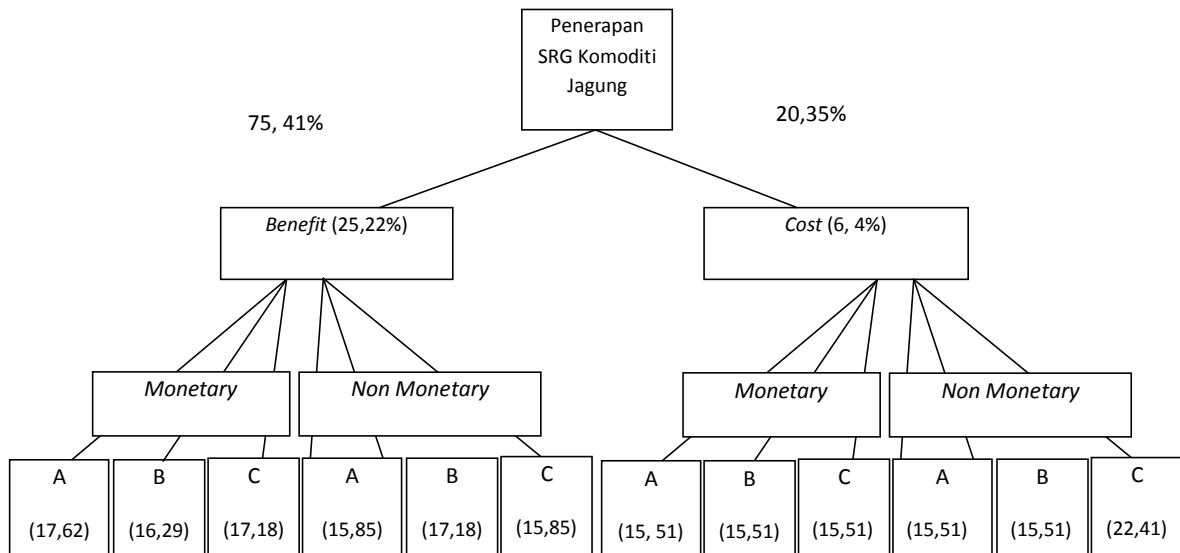 Penerapan
SRG Komoditi
Jagung
75, 41%
20,35%
Benefit (25,22%)
Cost (6, 4%)
Monetary
Non Monetary
Monetary
Non Monetary
A
B
C
A
B
C
A
B
C
A
B
C
(17,62)
(16,29)
(17,18)
(15,85)
(17,18)
(15,85)
(15, 51)
(15,51)
(15,51)
(15,51)
(15,51)
(22,41)